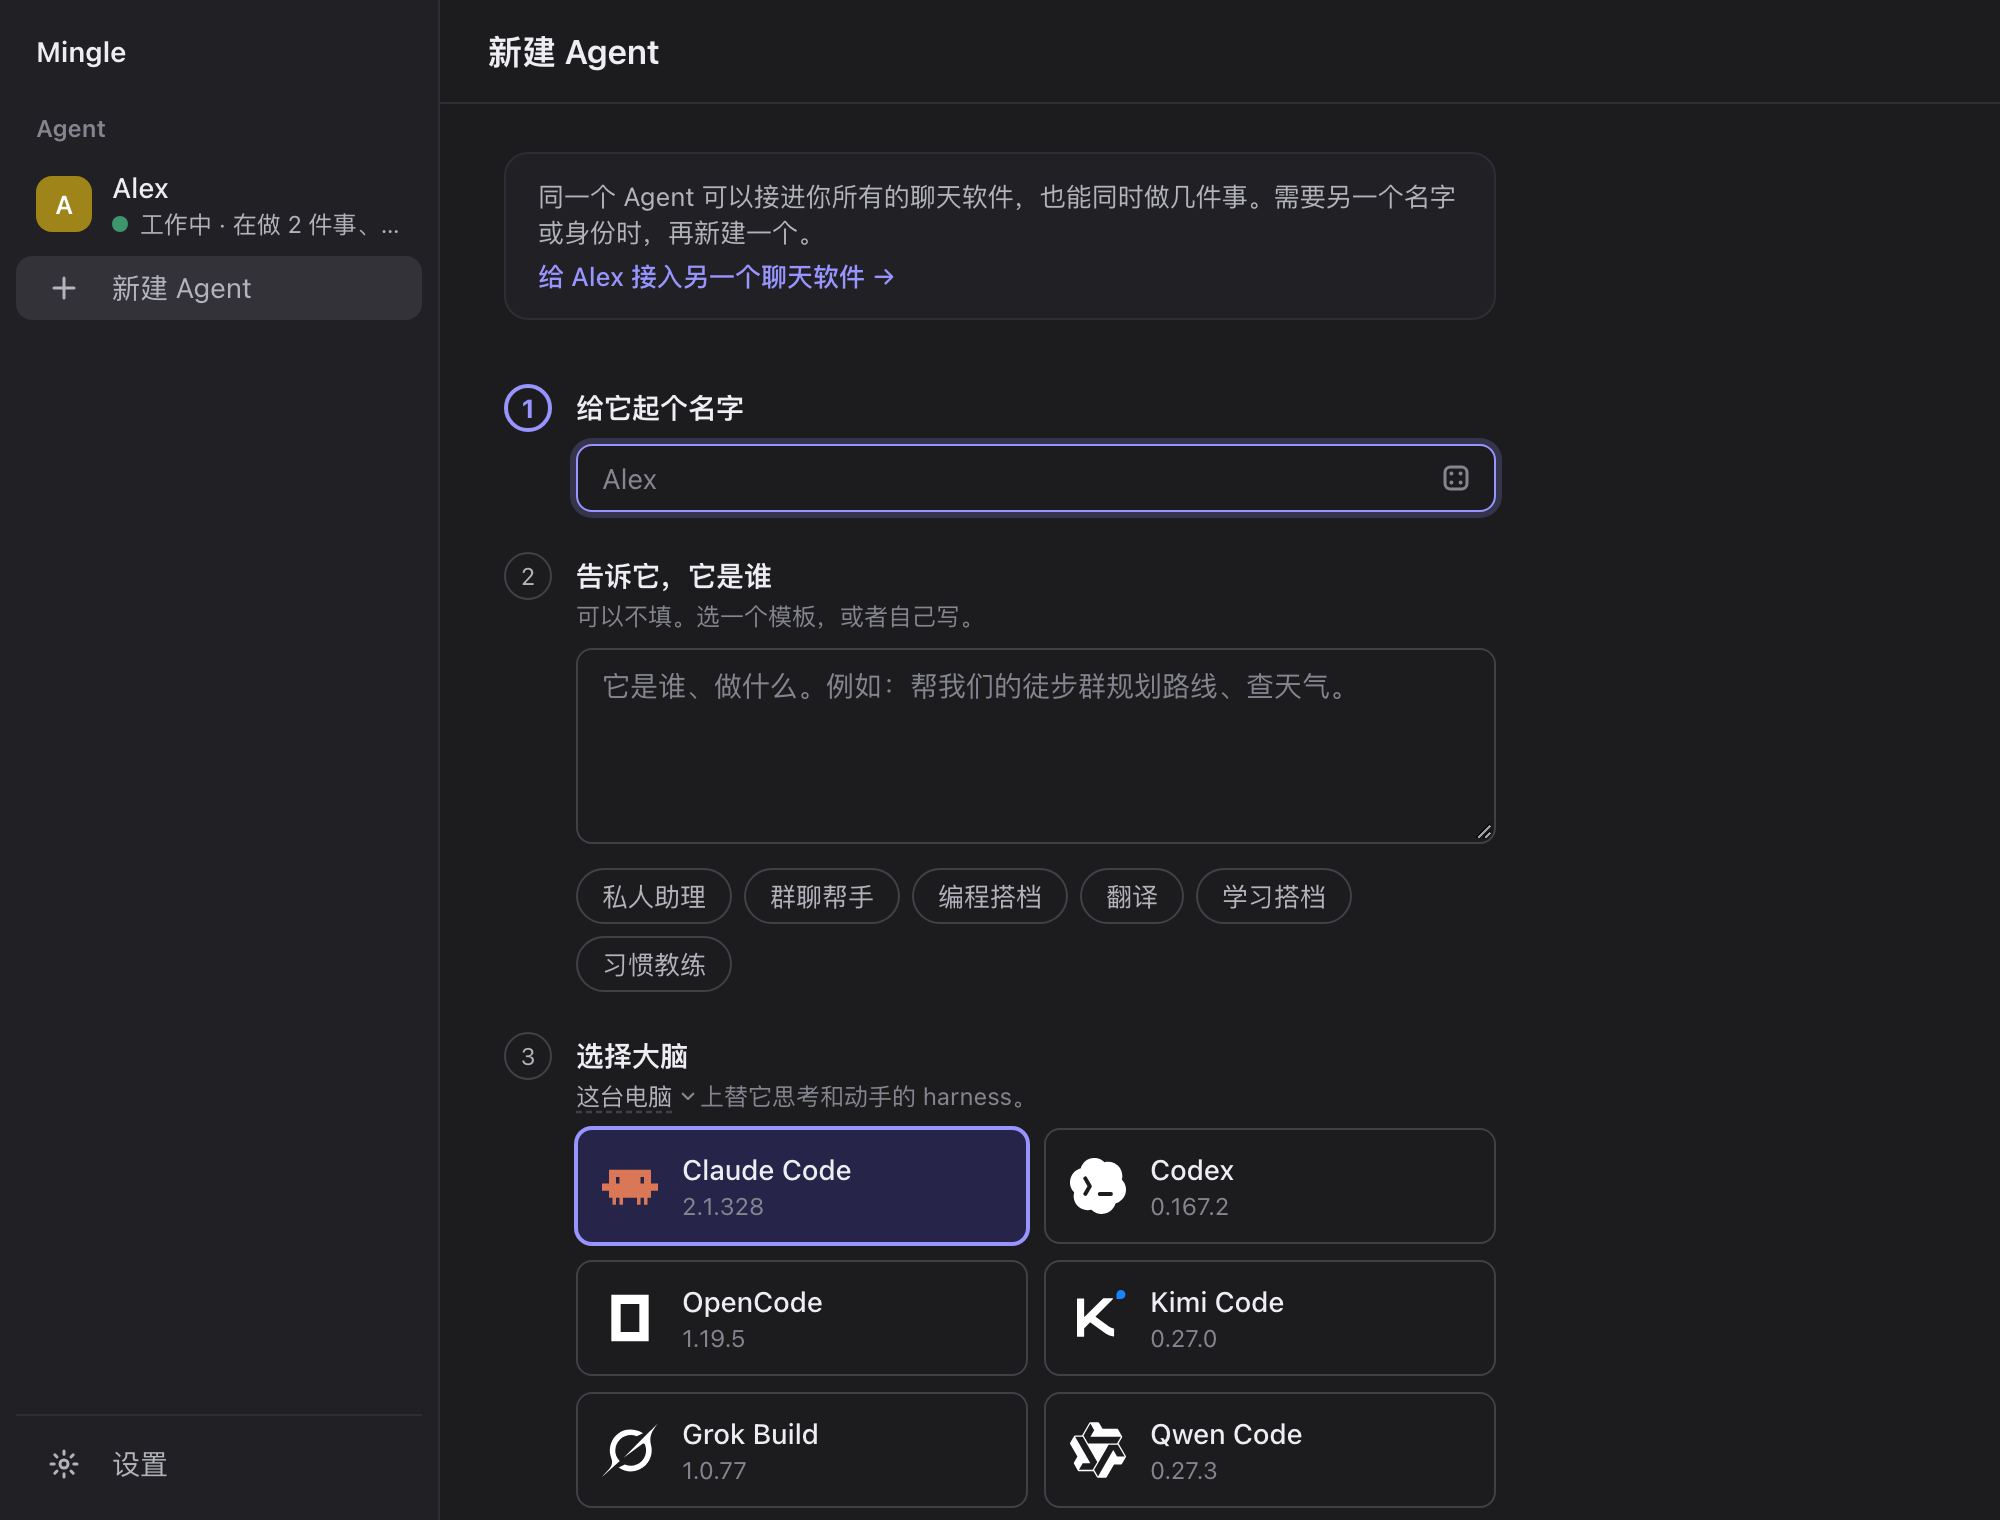 Mingle
Agent
A
Alex
工作中 · 在做 2 件事、...
新建 Agent
设置
新建 Agent
同一个 Agent 可以接进你所有的聊天软件，也能同时做几件事。需要另一个名字
或身份时，再新建一个。
给 Alex 接入另一个聊天软件 →
1
给它起个名字
Alex
2
告诉它，它是谁
可以不填。选一个模板，或者自己写。
它是谁、做什么。例如：帮我们的徒步群规划路线、查天气。
私人助理
群聊帮手
编程搭档
翻译
学习搭档
习惯教练
3
选择大脑
这台电脑 上替它思考和动手的 harness。
Claude Code
2.1.328
Codex
0.167.2
OpenCode
1.19.5
Kimi Code
0.27.0
Grok Build
1.0.77
Qwen Code
0.27.3